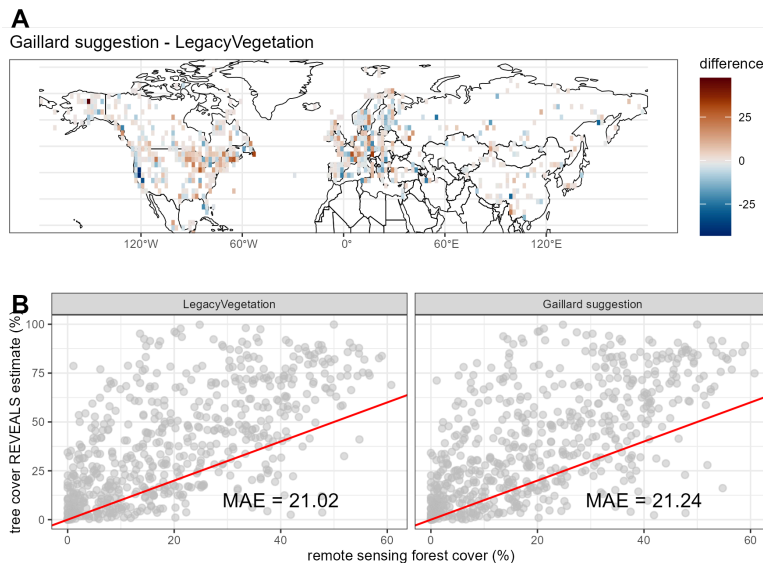 A
Gaillard suggestion - LegacyVegetation
difference
25
0
-25
120°W 60°W 0° 60°E 120°E
B
LegacyVegetation Gaillard suggestion
tree cover REVEALS estimate (%)
100
75
50
25
0
MAE = 21.02 MAE = 21.24
0 20 40 60 0 20 40 60
remote sensing forest cover (%)